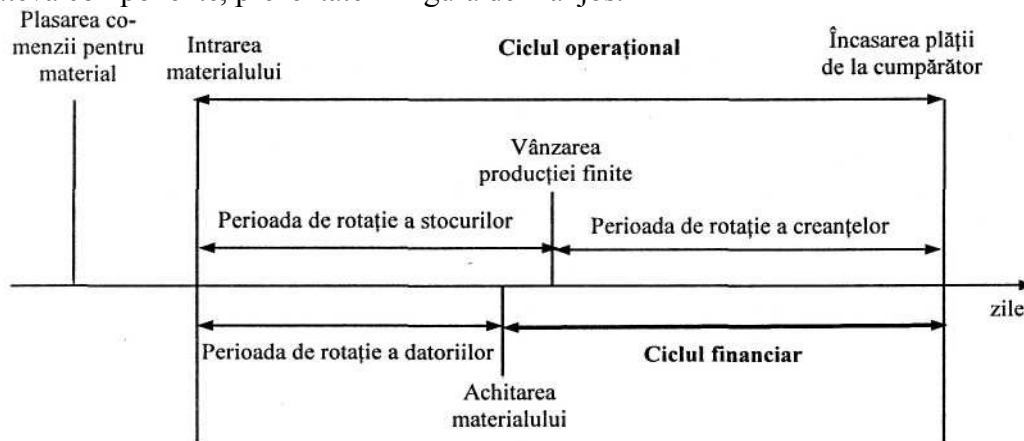 Plasarea co-
menzii pentru
material
Intrarea
materialului
Ciclul operațional
Încasarea plății
de la cumpărător
Vânzarea
producției finite
Perioada de rotație a stocurilor
Perioada de rotație a creanțelor
zile
Perioada de rotație a datoriilor
Ciclul financiar
Achitarea
materialului